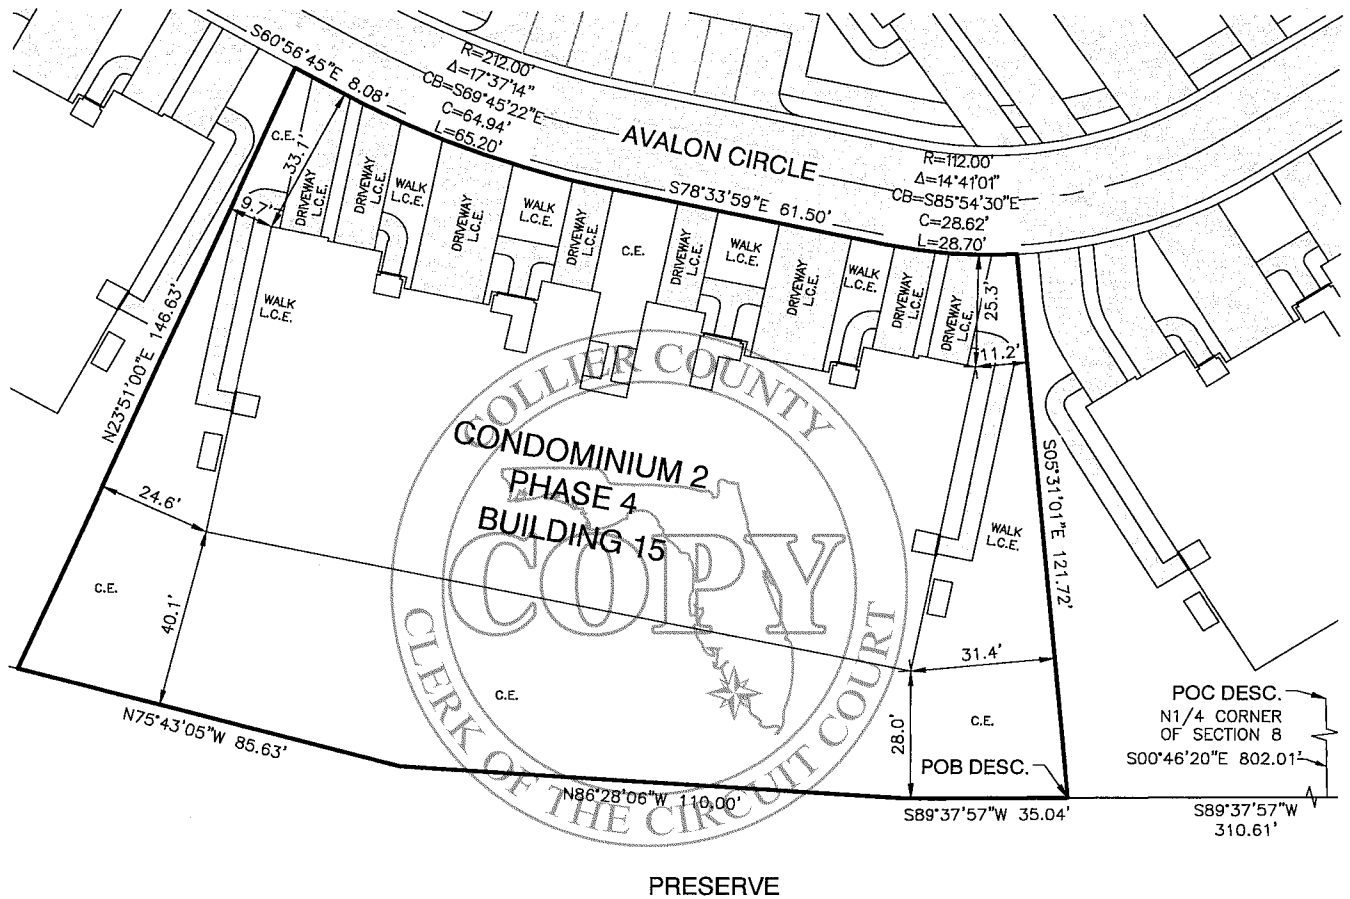 S60°56'45"E 8.08'
R=212.00'
Δ=17°37'14"
CB=S69°45'22"E
C=64.94'
L=65.20'
AVALON CIRCLE
R=112.00'
Δ=14°41'01"
CB=S85°54'30"E
C=28.62'
L=28.70'
S78°33'59"E 61.50'
C.E.
33.1'
9.7'
DRIVEWAY
L.C.E.
DRIVEWAY
L.C.E.
WALK
L.C.E.
DRIVEWAY
L.C.E.
WALK
L.C.E.
DRIVEWAY
L.C.E.
C.E.
DRIVEWAY
L.C.E.
WALK
L.C.E.
DRIVEWAY
L.C.E.
WALK
L.C.E.
DRIVEWAY
L.C.E.
DRIVEWAY
L.C.E.
25.3'
11.2'
WALK
L.C.E.
N23°51'00"E 146.63'
COLLIER COUNTY
CONDOMINIUM 2
PHASE 4
BUILDING 15
COPY
CLERK OF THE CIRCUIT COURT
24.6'
40.1'
C.E.
C.E.
WALK
L.C.E.
S05°31'01"E 121.72'
31.4'
28.0'
C.E.
POB DESC.
POC DESC.
N1/4 CORNER
OF SECTION 8
S00°46'20"E 802.01'
N75°43'05"W 85.63'
N86°28'06"W 110.00'
S89°37'57"W 35.04'
S89°37'57"W
310.61'
PRESERVE